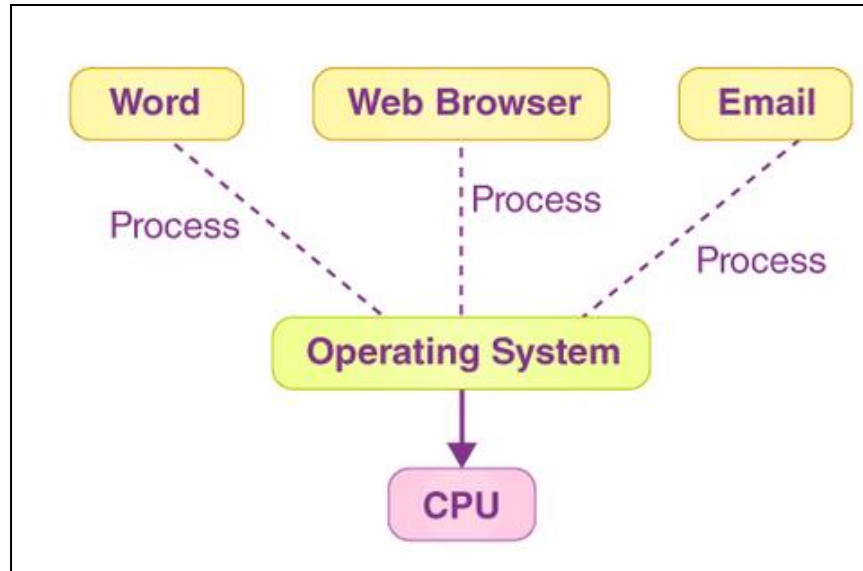 Word
Web Browser
Email
Process
Process
Process
Operating System
CPU